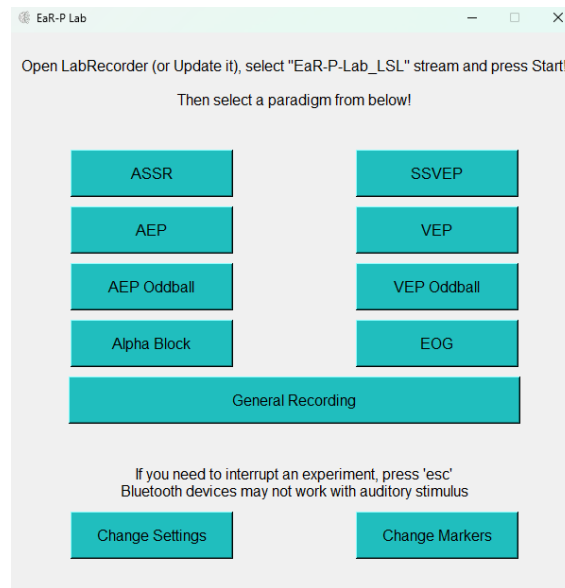 EaR-P Lab
Open LabRecorder (or Update it), select "EaR-P-Lab_LSL" stream and press Start!
Then select a paradigm from below!
ASSR
SSVEP
AEP
VEP
AEP Oddball
VEP Oddball
Alpha Block
EOG
General Recording
If you need to interrupt an experiment, press 'esc'
Bluetooth devices may not work with auditory stimulus
Change Settings
Change Markers